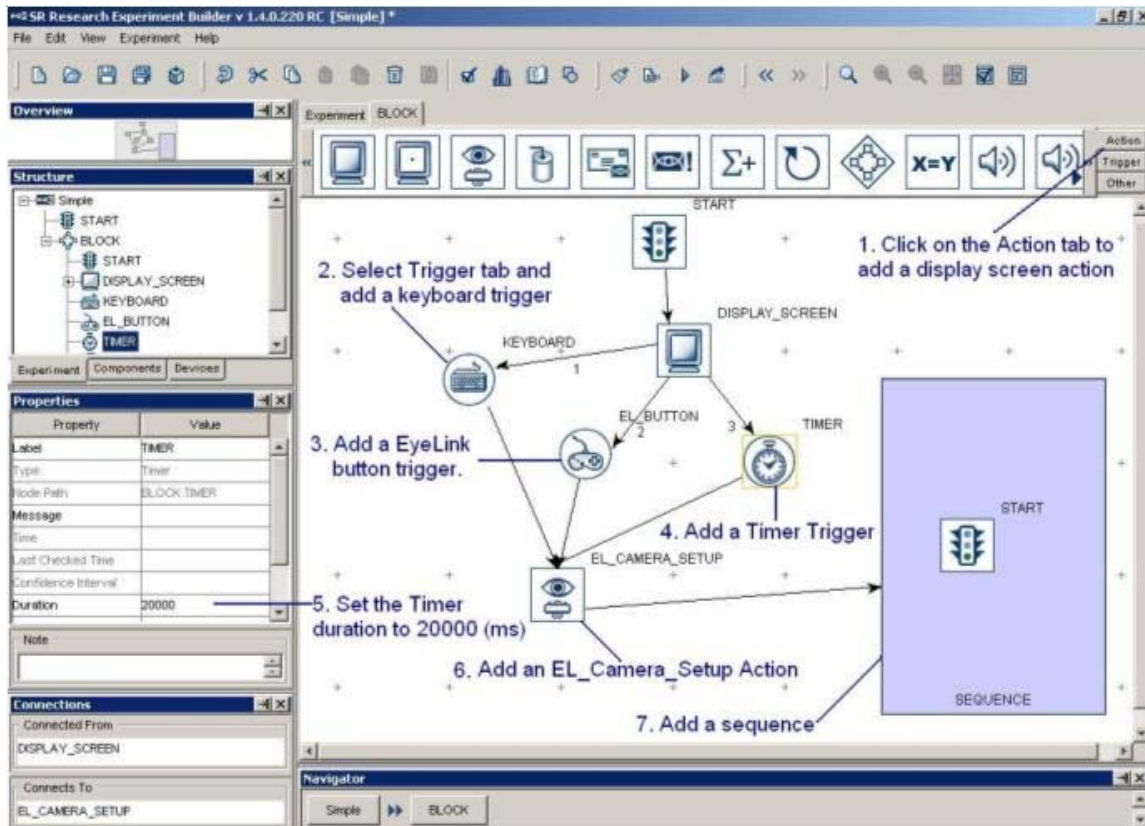 SR Research Experiment Builder v 1.4.0.220 RC [Simple] *
File Edit View Experiment Help
Overview
Structure
Simple
START
BLOCK
START
DISPLAY_SCREEN
KEYBOARD
EL_BUTTON
TIMER
Experiment Components Devices
Properties
Property Value
Label TIMER
Type Timer
Node Path BLOCK.TIMER
Message
Time
Last Checked Time
Confidence Interval
Duration 20000
Note
Connections
Connected From
DISPLAY_SCREEN
Connects To
EL_CAMERA_SETUP
Experiment BLOCK
Σ+
X=Y
Action
Trigger
Other
START
1. Click on the Action tab to
add a display screen action
2. Select Trigger tab and
add a keyboard trigger
DISPLAY_SCREEN
KEYBOARD
1
EL_BUTTON
2
3
TIMER
3. Add a EyeLink
button trigger.
4. Add a Timer Trigger
START
EL_CAMERA_SETUP
5. Set the Timer
duration to 20000 (ms)
6. Add an EL_Camera_Setup Action
SEQUENCE
7. Add a sequence
Navigator
Simple BLOCK